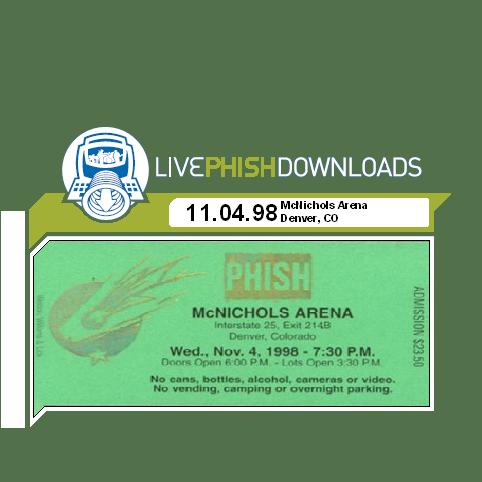 LIVEPHISHDOWNLOADS
11.04.98 McNichols Arena
Denver, CO
PHISH
McNICHOLS ARENA
Interstate 25, Exit 214B
Denver, Colorado
Wed., Nov. 4, 1998 - 7:30 P.M.
Doors Open 6:00 P.M. - Lots Open 3:30 P.M.
No cans, bottles, alcohol, cameras or video.
No vending, camping or overnight parking.
ADMISSION $23.50